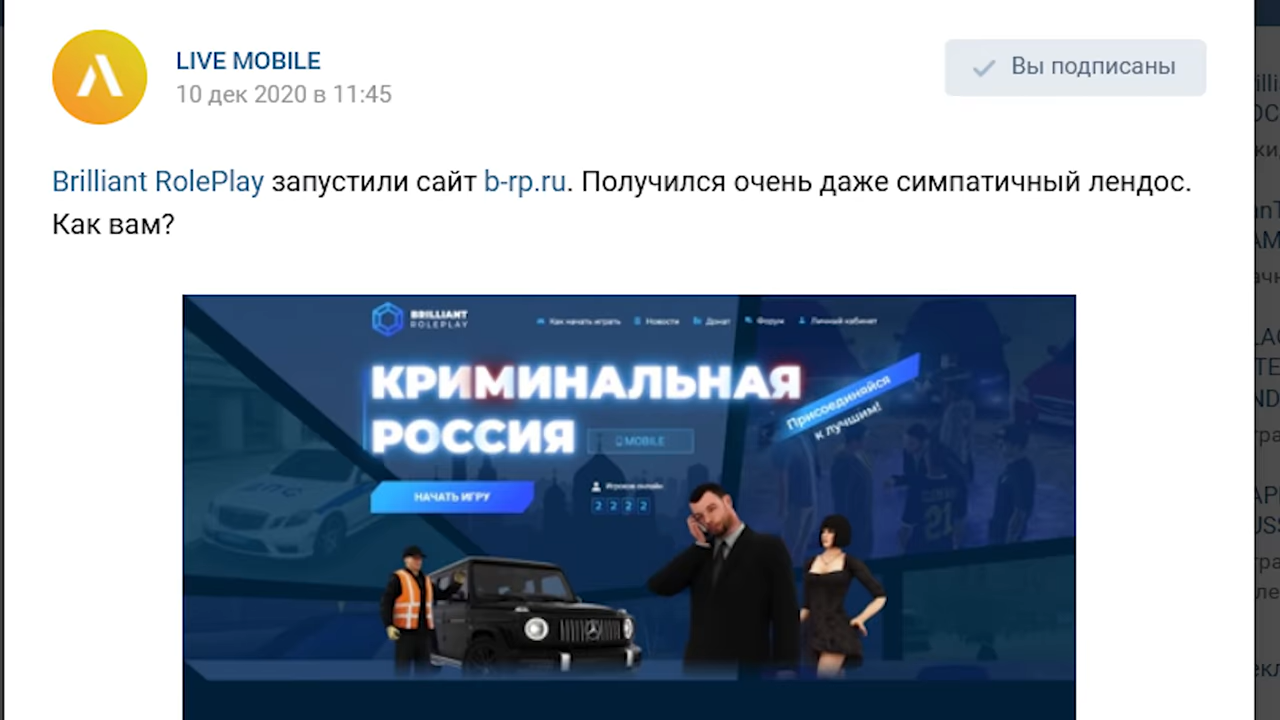 LIVE MOBILE
10 дек 2020 в 11:45
Вы подписаны
Brilliant RolePlay запустили сайт b-rp.ru. Получился очень даже симпатичный лендос.
Как вам?
BRILLIANT
ROLEPLAY
Как начать играть Новости Донат Форум Личный кабинет
КРИМИНАЛЬНАЯ
РОССИЯ
MOBILE
Присоединяйся
к лучшим!
НАЧАТЬ ИГРУ
Игроков онлайн
2222
ДПС
21